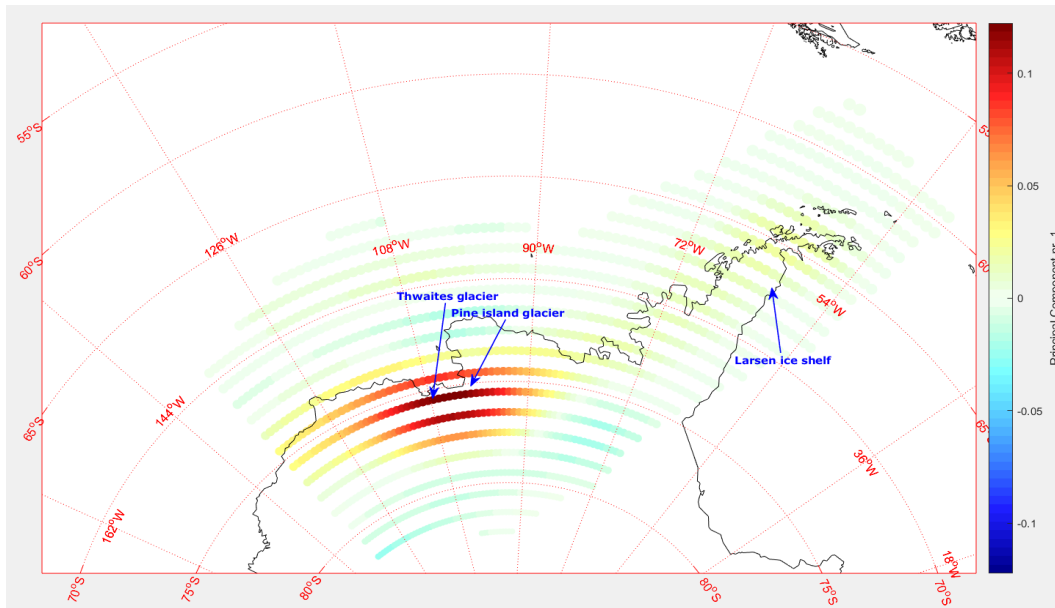 55°S
60°S
65°S
126°W
108°W
90°W
72°W
54°W
144°W
36°W
162°W
18°W
70°S
75°S
80°S
80°S
75°S
70°S
Thwaites glacier
Pine island glacier
Larsen ice shelf
0.1
0.05
0
-0.05
-0.1